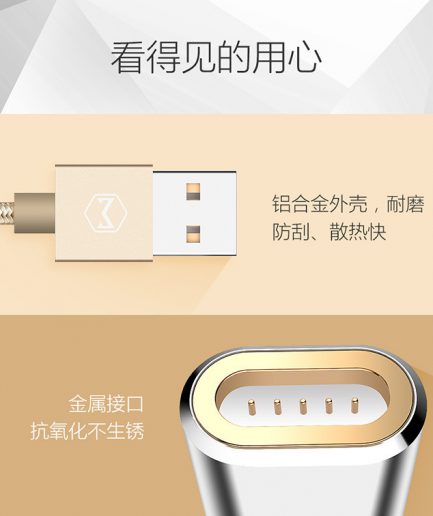 看得见的用心
铝合金外壳，耐磨
防刮、散热快
金属接口
抗氧化不生锈